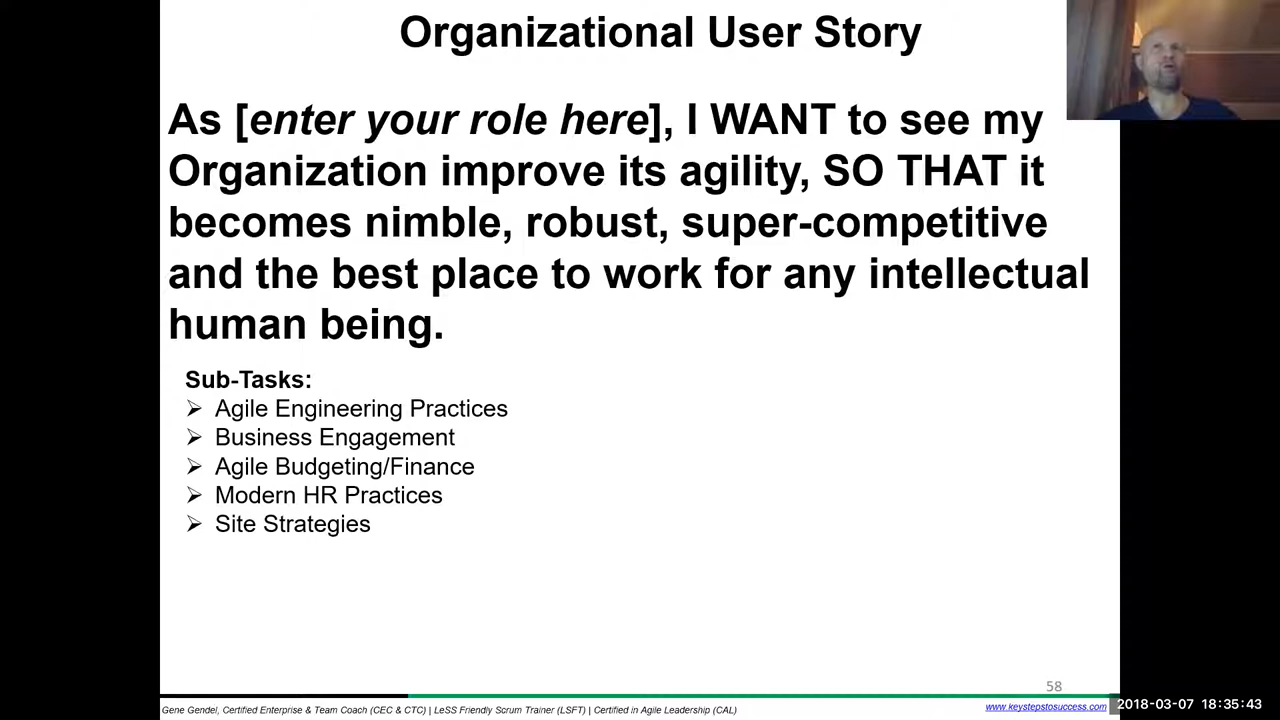 Organizational User Story
As [enter your role here], I WANT to see my
Organization improve its agility, SO THAT it
becomes nimble, robust, super-competitive
and the best place to work for any intellectual
human being.
Sub-Tasks:
➢ Agile Engineering Practices
➢ Business Engagement
➢ Agile Budgeting/Finance
➢ Modern HR Practices
➢ Site Strategies
58
Gene Gendel, Certified Enterprise & Team Coach (CEC & CTC) | LeSS Friendly Scrum Trainer (LSFT) | Certified in Agile Leadership (CAL)
www.keystepstosuccess.com
2018-03-07 18:35:43